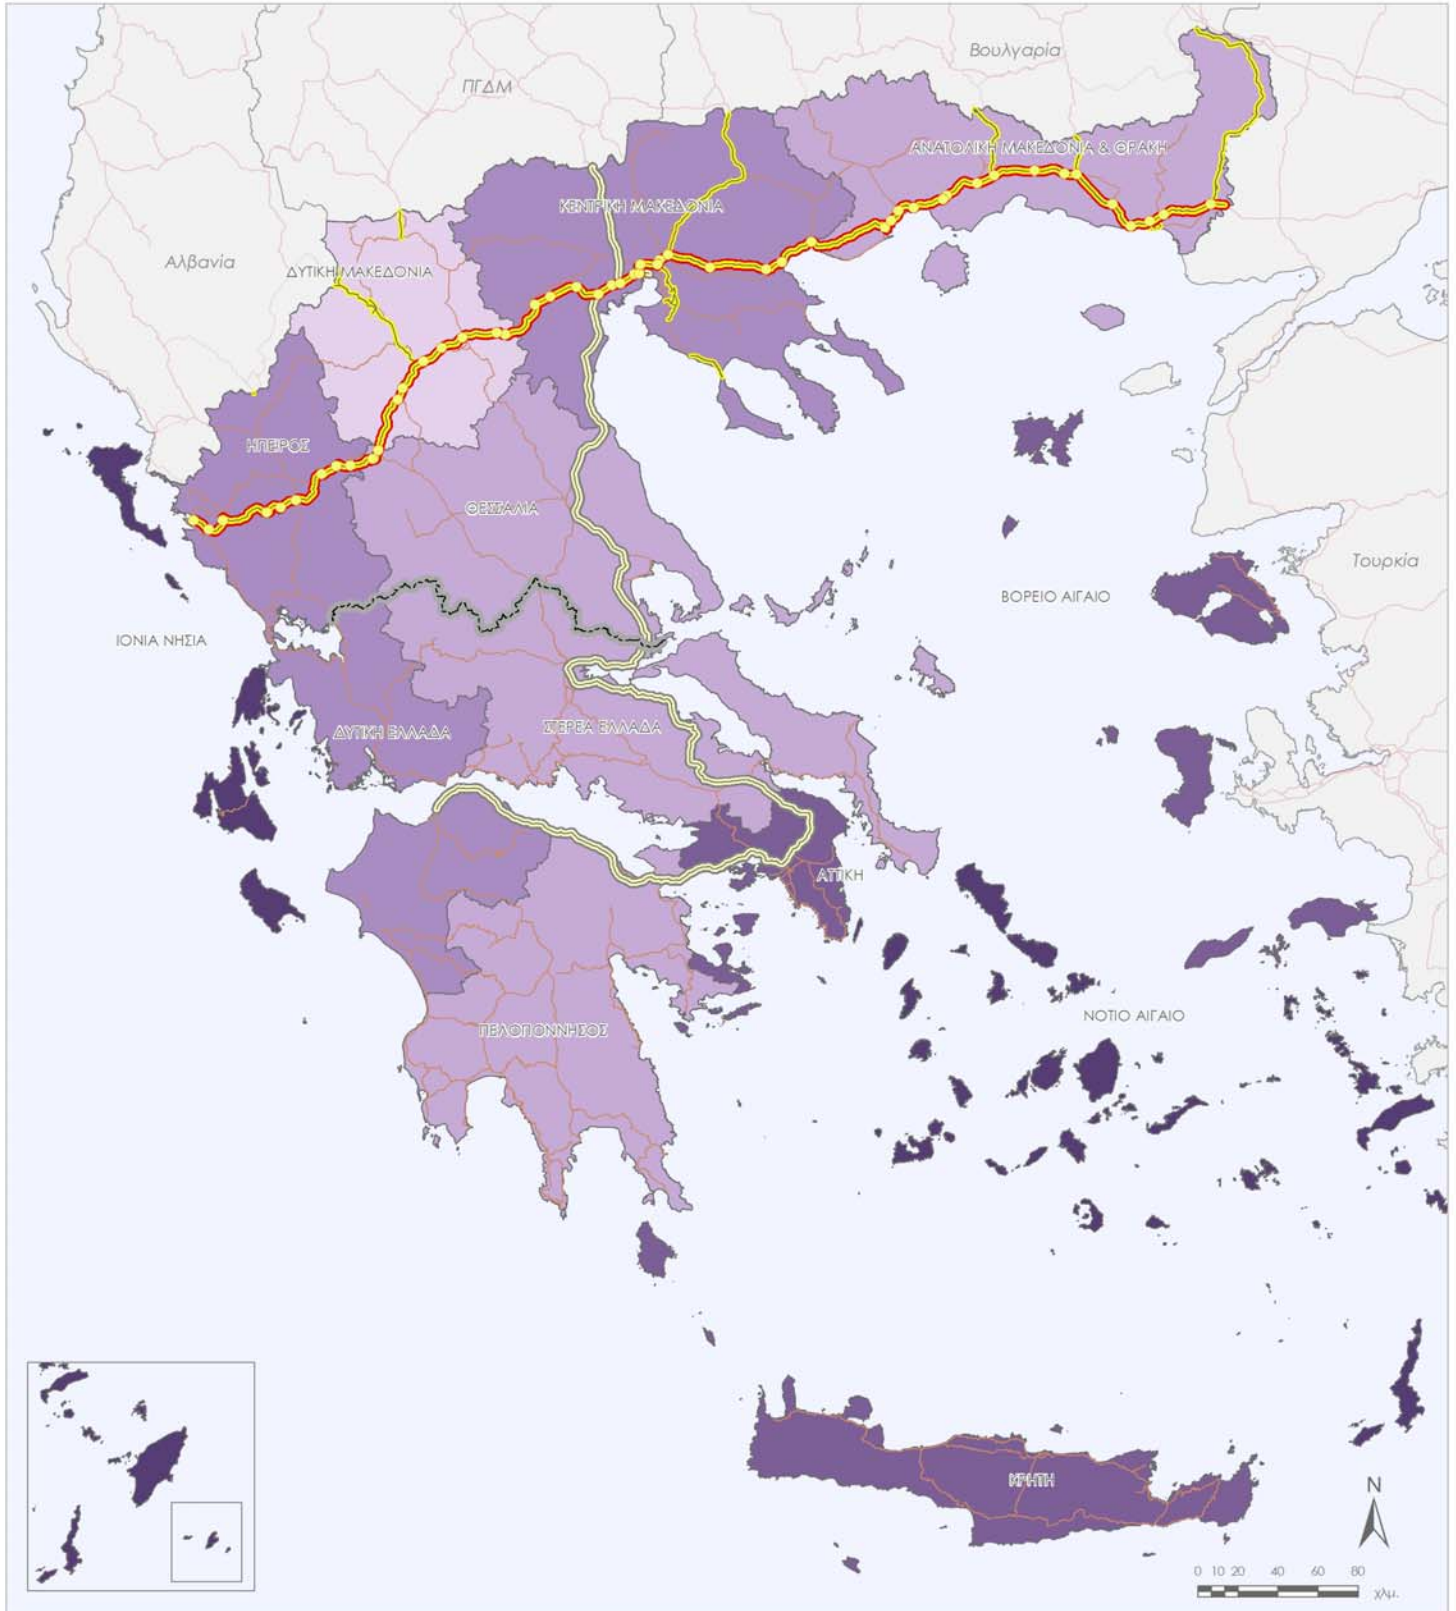 Βουλγαρία
ΠΓΔΜ
ΑΝΑΤΟΛΙΚΗ ΜΑΚΕΔΟΝΙΑ & ΘΡΑΚΗ
ΚΕΝΤΡΙΚΗ ΜΑΚΕΔΟΝΙΑ
Αλβανία
ΔΥΤΙΚΗ ΜΑΚΕΔΟΝΙΑ
ΗΠΕΙΡΟΣ
ΘΕΣΣΑΛΙΑ
Τουρκία
ΒΟΡΕΙΟ ΑΙΓΑΙΟ
ΙΟΝΙΑ ΝΗΣΙΑ
ΔΥΤΙΚΗ ΕΛΛΑΔΑ
ΣΤΕΡΕΑ ΕΛΛΑΔΑ
ΑΤΤΙΚΗ
ΝΟΤΙΟ ΑΙΓΑΙΟ
ΠΕΛΟΠΟΝΝΗΣΟΣ
ΚΡΗΤΗ
N
0 10 20 40 60 80
χλμ.